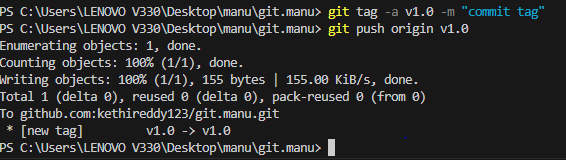 PS C:\Users\LENOVO V330\Desktop\manu\git.manu> git tag -a v1.0 -m "commit tag"
PS C:\Users\LENOVO V330\Desktop\manu\git.manu> git push origin v1.0
Enumerating objects: 1, done.
Counting objects: 100% (1/1), done.
Writing objects: 100% (1/1), 155 bytes | 155.00 KiB/s, done.
Total 1 (delta 0), reused 0 (delta 0), pack-reused 0 (from 0)
To github.com:kethireddy123/git.manu.git
 * [new tag]         v1.0 -> v1.0
PS C:\Users\LENOVO V330\Desktop\manu\git.manu>